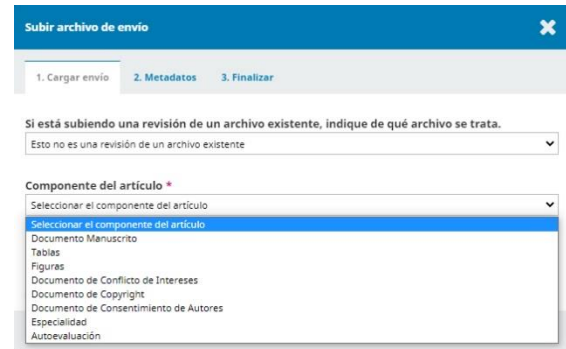 Subir archivo de envío
1. Cargar envío 2. Metadatos 3. Finalizar
Si está subiendo una revisión de un archivo existente, indique de qué archivo se trata.
Esto no es una revisión de un archivo existente
Componente del artículo *
Seleccionar el componente del artículo
Seleccionar el componente del artículo
Documento Manuscrito
Tablas
Figuras
Documento de Conflicto de Intereses
Documento de Copyright
Documento de Consentimiento de Autores
Especialidad
Autoevaluación